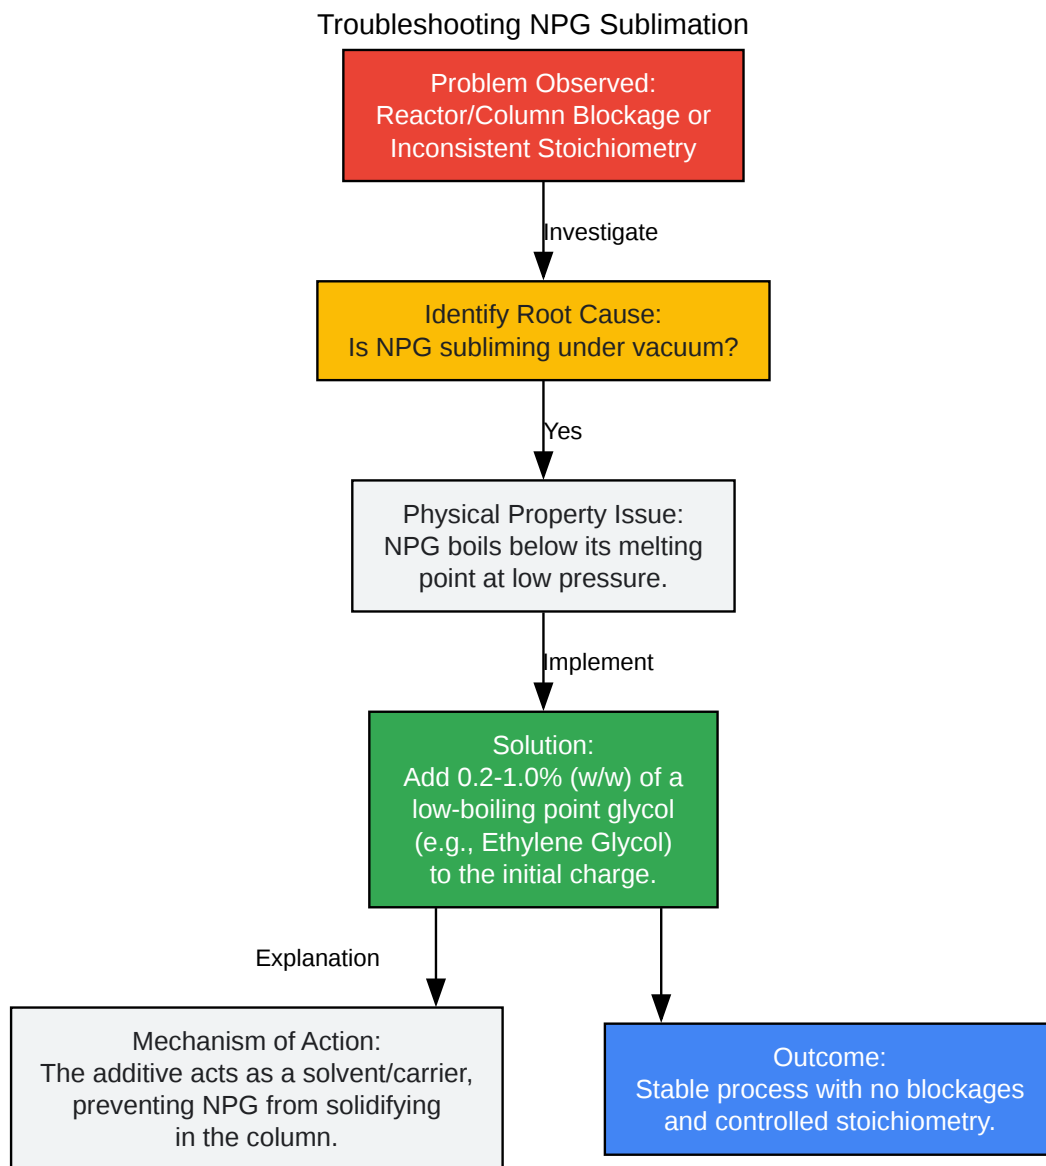 Troubleshooting NPG Sublimation
Problem Observed:
Reactor/Column Blockage or
Inconsistent Stoichiometry
Investigate
Identify Root Cause:
Is NPG subliming under vacuum?
Yes
Physical Property Issue:
NPG boils below its melting
point at low pressure.
Implement
Solution:
Add 0.2-1.0% (w/w) of a
low-boiling point glycol
(e.g., Ethylene Glycol)
to the initial charge.
Explanation
Mechanism of Action:
The additive acts as a solvent/carrier,
preventing NPG from solidifying
in the column.
Outcome:
Stable process with no blockages
and controlled stoichiometry.